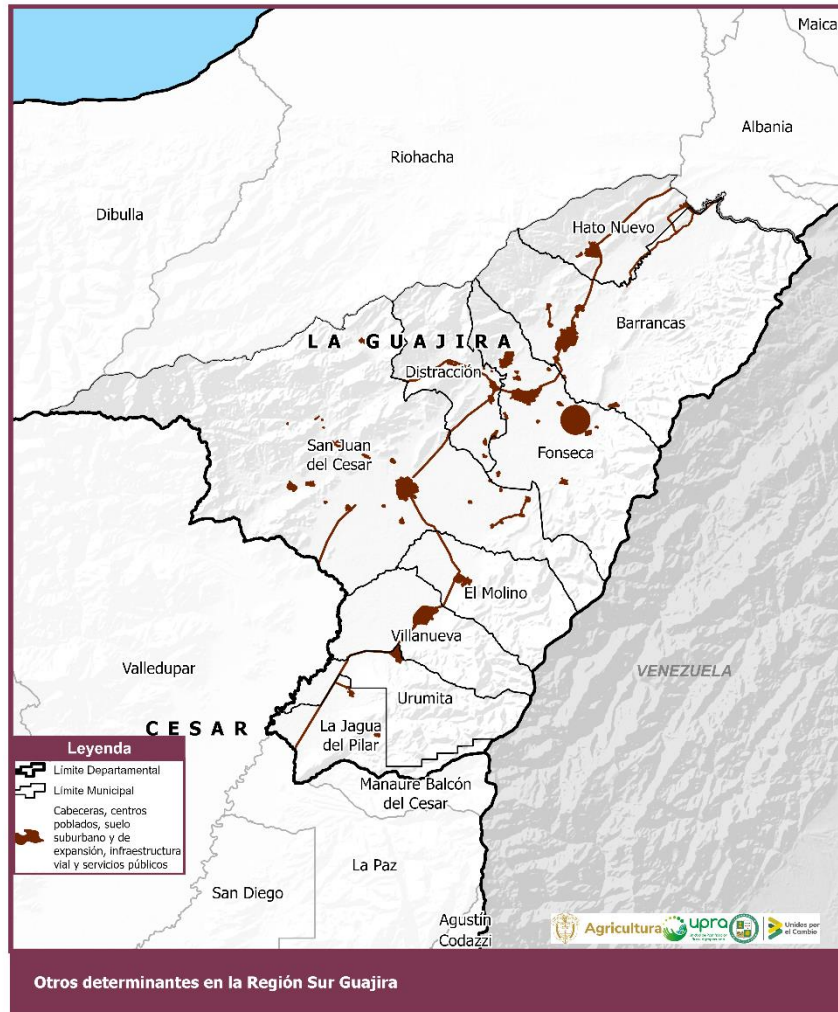 Maica
Albania
Riohacha
Dibulla
Hato Nuevo
Barrancas
LA GUAJIRA
Distracción
San Juan
del Cesar
Fonseca
El Molino
Villanueva
VENEZUELA
Valledupar
Urumita
CESAR
La Jagua
del Pilar
Leyenda
Límite Departamental
Límite Municipal
Cabeceras, centros
poblados, suelo
suburbano y de
expansión, infraestructura
vial y servicios públicos
Manaure Balcón
del Cesar
La Paz
San Diego
Agustín
Codazzi
Agricultura
upra
Unidos por
el Cambio
Otros determinantes en la Región Sur Guajira